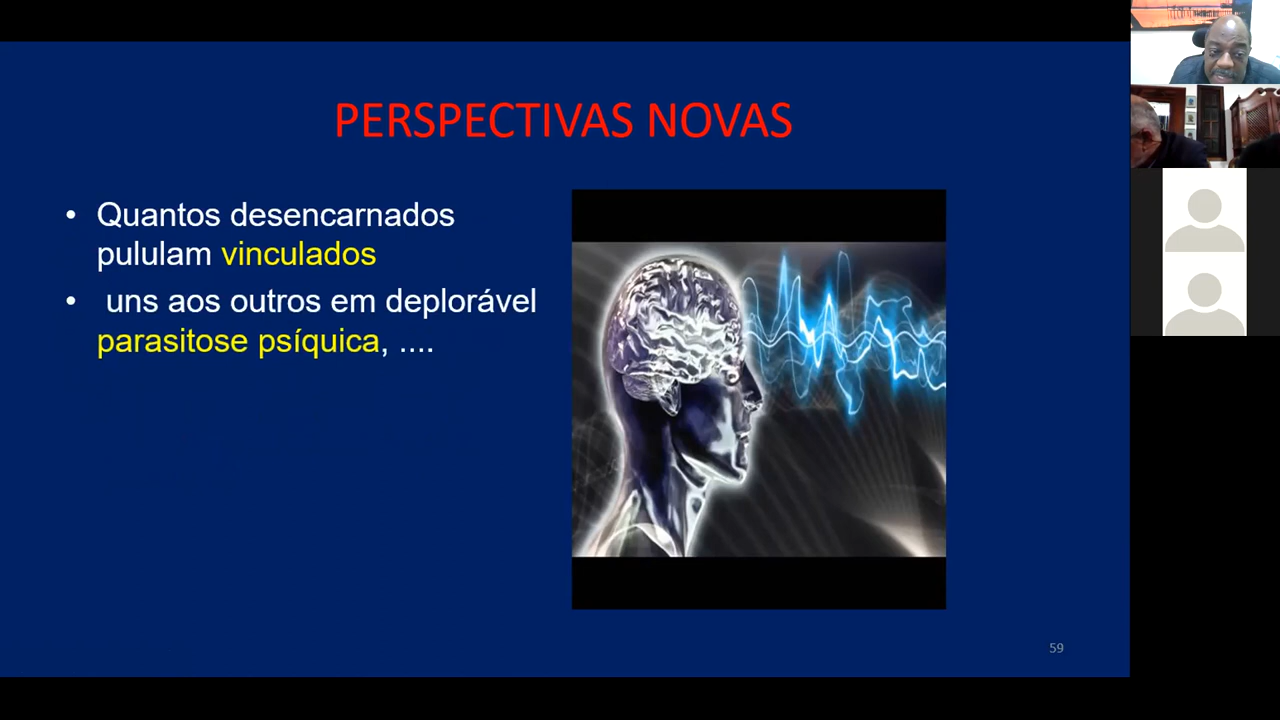 PERSPECTIVAS NOVAS
• Quantos desencarnados
pululam vinculados
• uns aos outros em deplorável
parasitose psíquica, ....
59